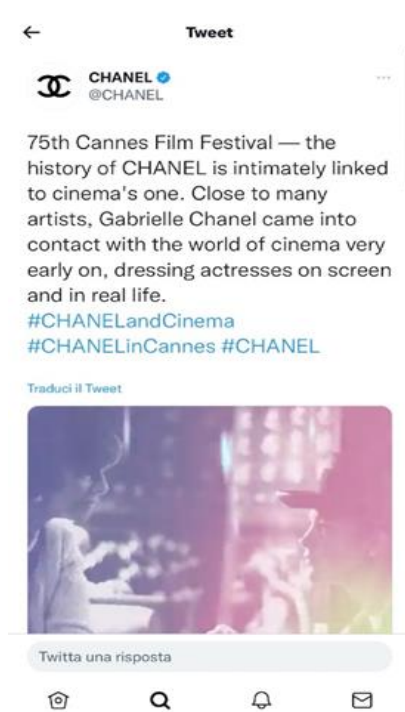 Tweet
CHANEL
@CHANEL
75th Cannes Film Festival — the
history of CHANEL is intimately linked
to cinema's one. Close to many
artists, Gabrielle Chanel came into
contact with the world of cinema very
early on, dressing actresses on screen
and in real life.
#CHANELandCinema
#CHANELinCannes #CHANEL
Traduci il Tweet
Twitta una risposta